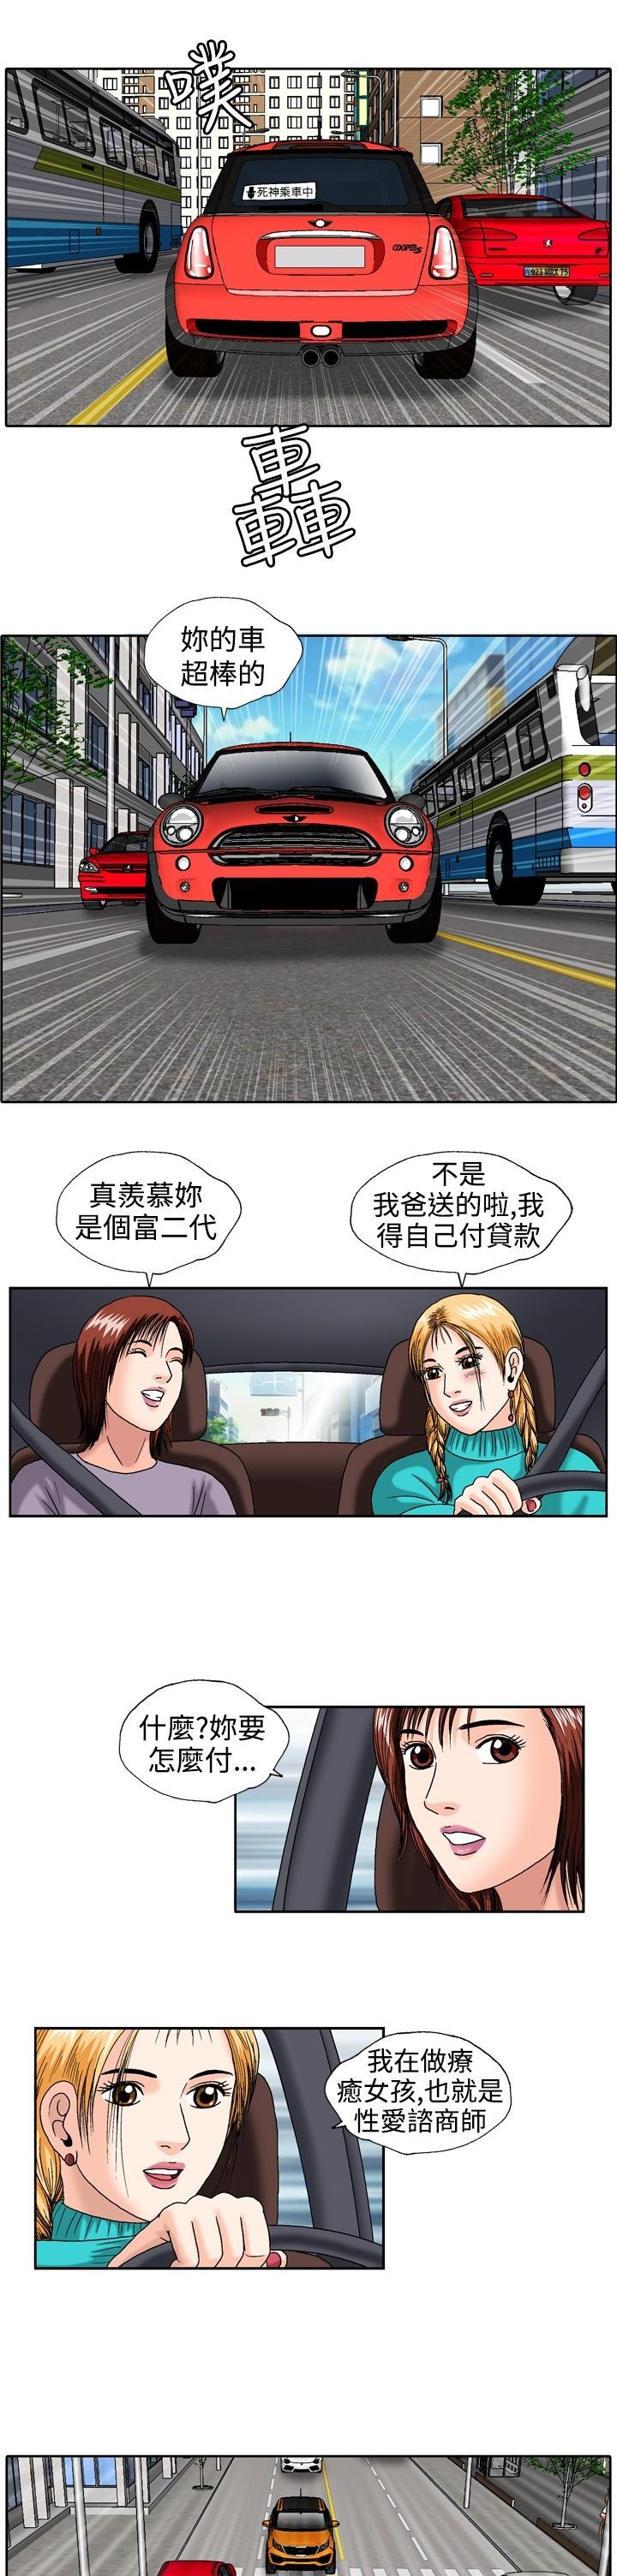 噗
死神乘車中
COOPER S
923 MRX 75
轟
妳的車
超棒的
真羨慕妳
是個富二代
不是
我爸送的啦,我
得自己付貸款
什麼?妳要
怎麼付...
我在做療
癒女孩,也就是
性愛諮商師